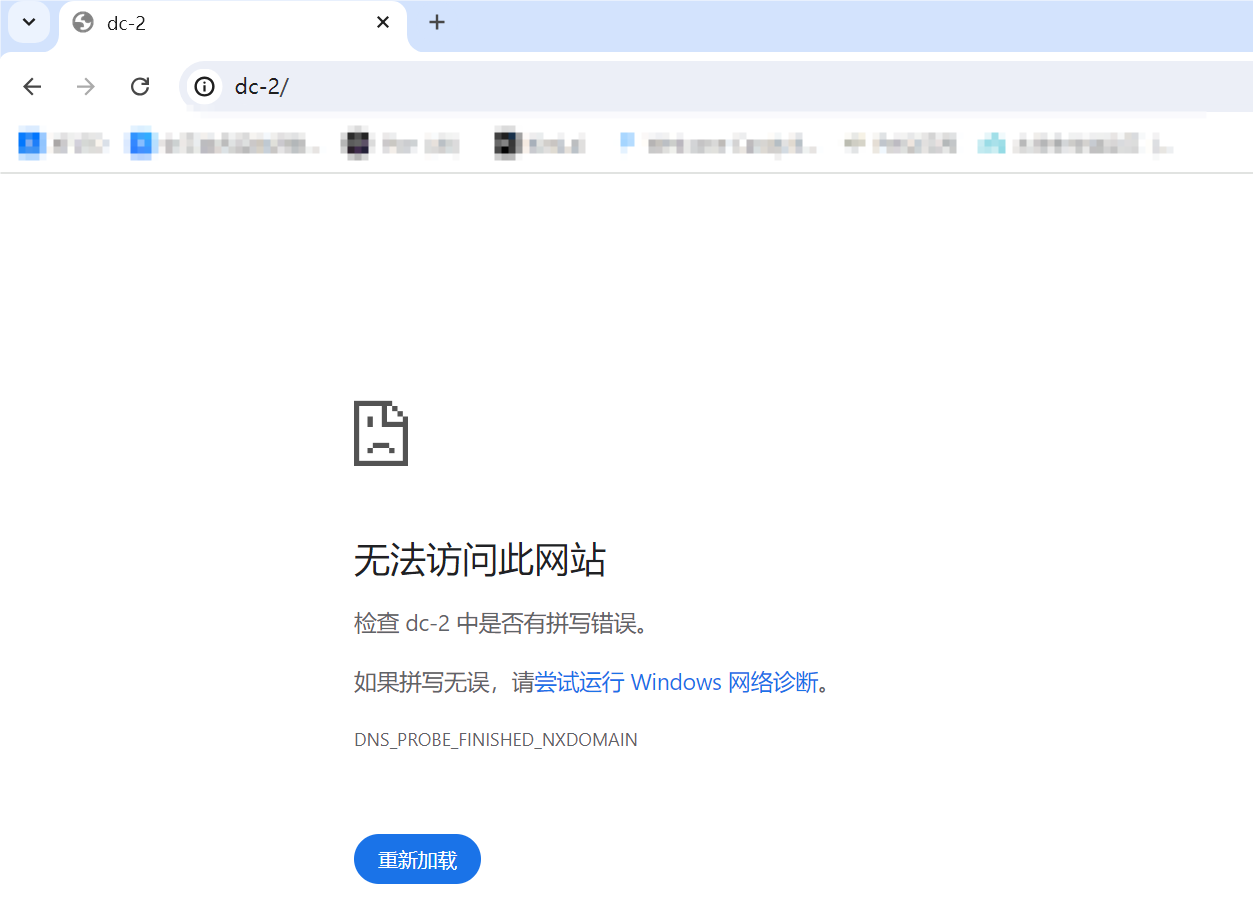 dc-2
dc-2/
无法访问此网站
检查 dc-2 中是否有拼写错误。
如果拼写无误，请尝试运行 Windows 网络诊断。
DNS_PROBE_FINISHED_NXDOMAIN
重新加载